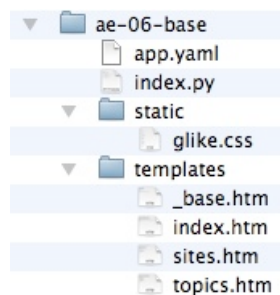 ae-06-base
app.yaml
index.py
static
glike.css
templates
_base.htm
index.htm
sites.htm
topics.htm